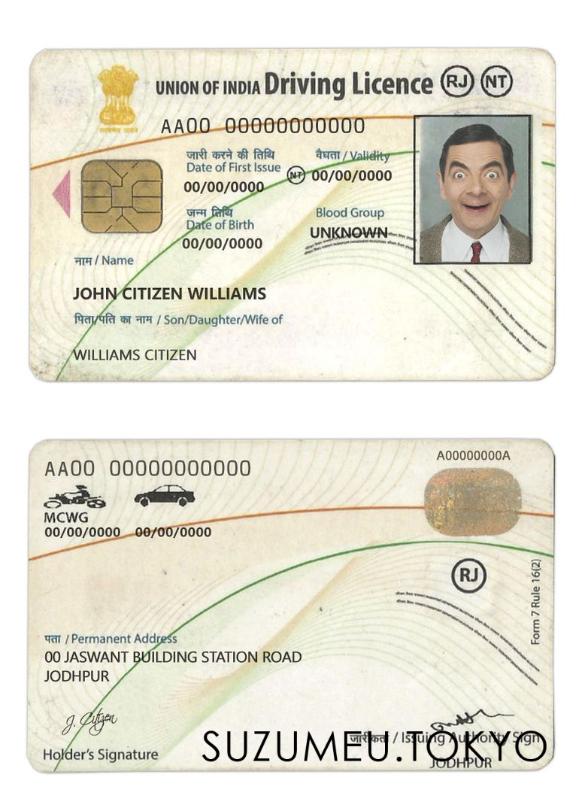 UNION OF INDIA Driving Licence RJ NT
AA00 00000000000
जारी करने की तिथि
Date of First Issue
00/00/0000
वैधता / Validity
NT 00/00/0000
जन्म तिथि
Date of Birth
00/00/0000
Blood Group
UNKNOWN
नाम / Name
JOHN CITIZEN WILLIAMS
पिता/पति का नाम / Son/Daughter/Wife of
WILLIAMS CITIZEN
AA00 00000000000
A00000000A
MCWG
00/00/0000 00/00/0000
RJ
Form 7 Rule 16(2)
पता / Permanent Address
00 JASWANT BUILDING STATION ROAD
JODHPUR
J. Citizen
Holder's Signature
/ Issuing Authority Sign
JODHPUR
SUZUMEU.TOKYO